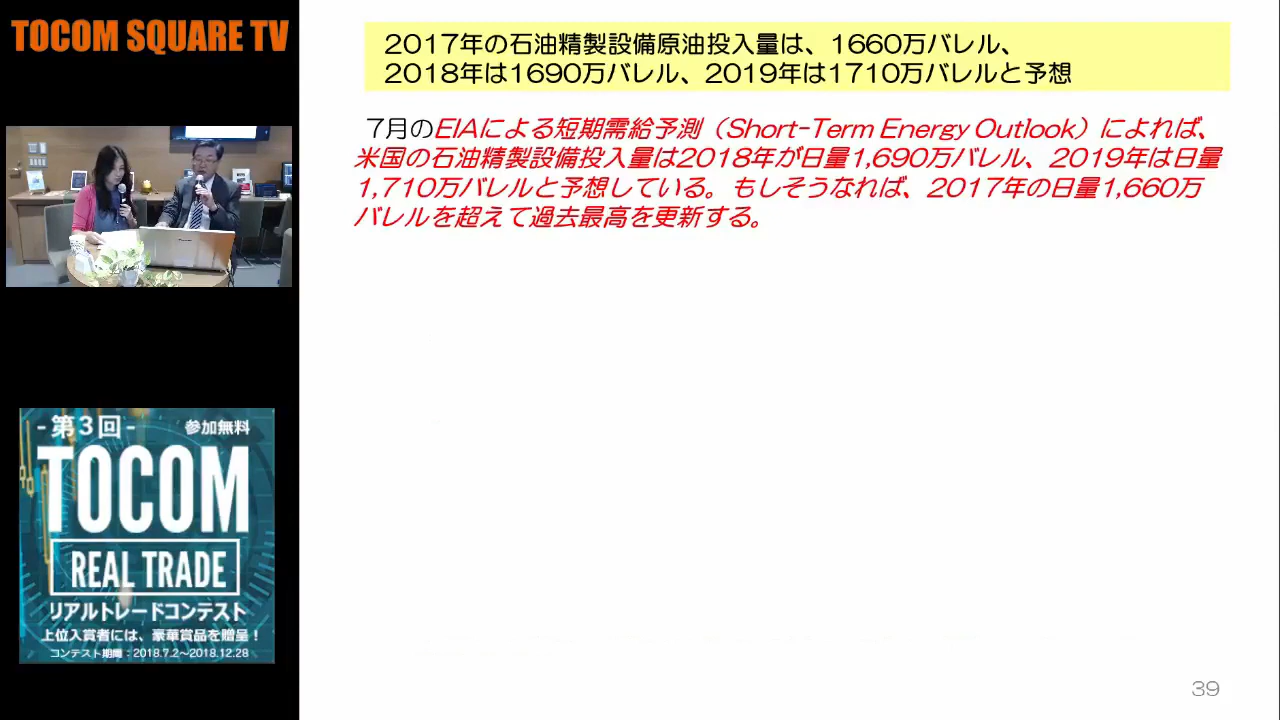 TOCOM SQUARE TV
2017年の石油精製設備原油投入量は、1660万バレル、
2018年は1690万バレル、2019年は1710万バレルと予想
7月のEIAによる短期需給予測（Short-Term Energy Outlook）によれば、
米国の石油精製設備投入量は2018年が日量1,690万バレル、2019年は日量
1,710万バレルと予想している。もしそうなれば、2017年の日量1,660万
バレルを超えて過去最高を更新する。
-第3回-
参加無料
TOCOM
REAL TRADE
リアルトレードコンテスト
上位入賞者には、豪華賞品を贈呈！
コンテスト期間：2018.7.2～2018.12.28
39